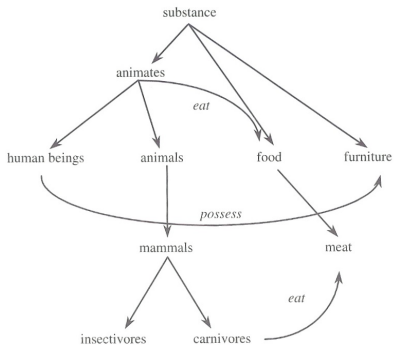 substance
animates
eat
human beings
animals
food
furniture
possess
mammals
meat
eat
insectivores
carnivores